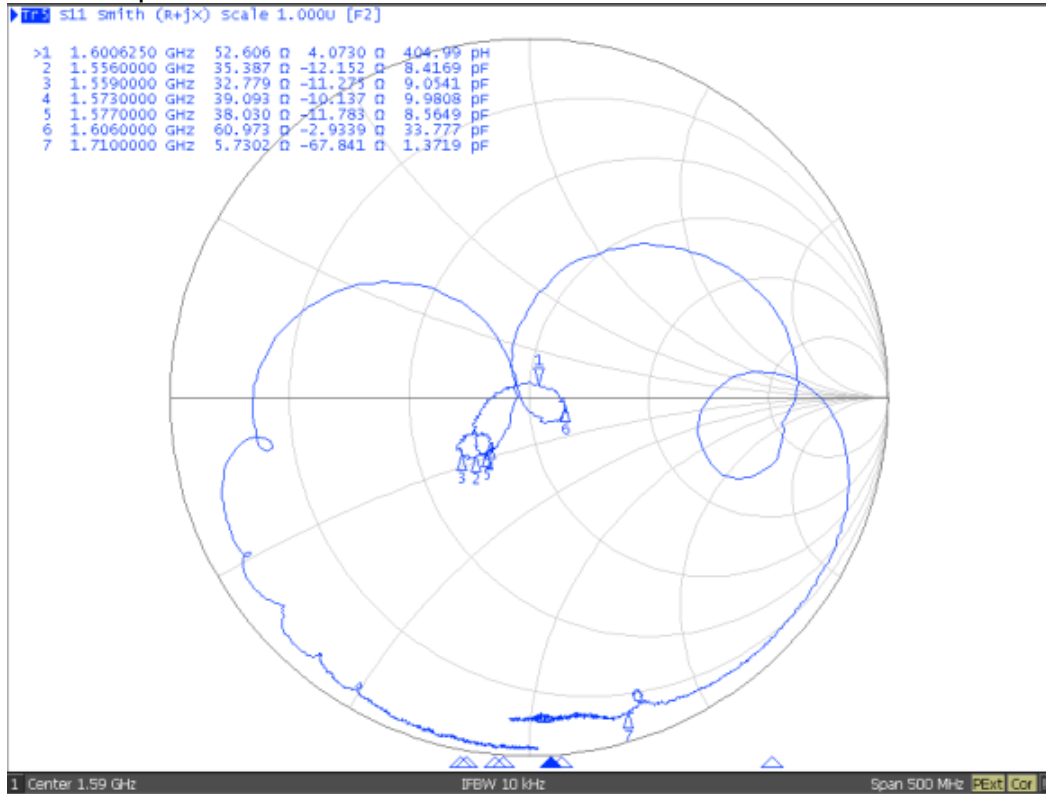 Tr5 S11 Smith (R+jX) Scale 1.000U [F2]
>1 1.6006250 GHz 52.606 Ω 4.0730 Ω 404.99 pH
2 1.5560000 GHz 35.387 Ω -12.152 Ω 8.4169 pF
3 1.5590000 GHz 32.779 Ω -11.275 Ω 9.0541 pF
4 1.5730000 GHz 39.093 Ω -10.137 Ω 9.9808 pF
5 1.5770000 GHz 38.030 Ω -11.783 Ω 8.5649 pF
6 1.6060000 GHz 60.973 Ω -2.9339 Ω 33.777 pF
7 1.7100000 GHz 5.7302 Ω -67.841 Ω 1.3719 pF
1
6
3 2 5
7
1 Center 1.59 GHz IFBW 10 kHz Span 500 MHz PExt Cor